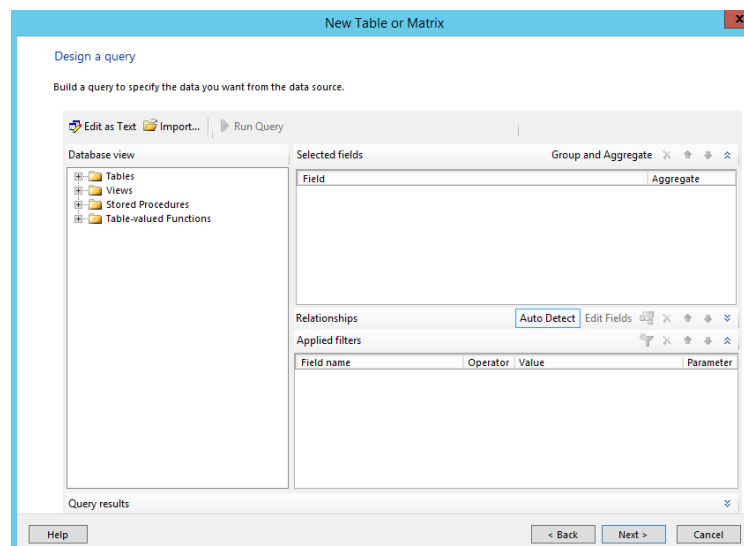 New Table or Matrix
x
Design a query
Build a query to specify the data you want from the data source.
Edit as Text Import... Run Query
Database view
Tables
Views
Stored Procedures
Table-valued Functions
Selected fields Group and Aggregate
Field Aggregate
Relationships Auto Detect Edit Fields
Applied filters
Field name Operator Value Parameter
Query results
Help < Back Next > Cancel